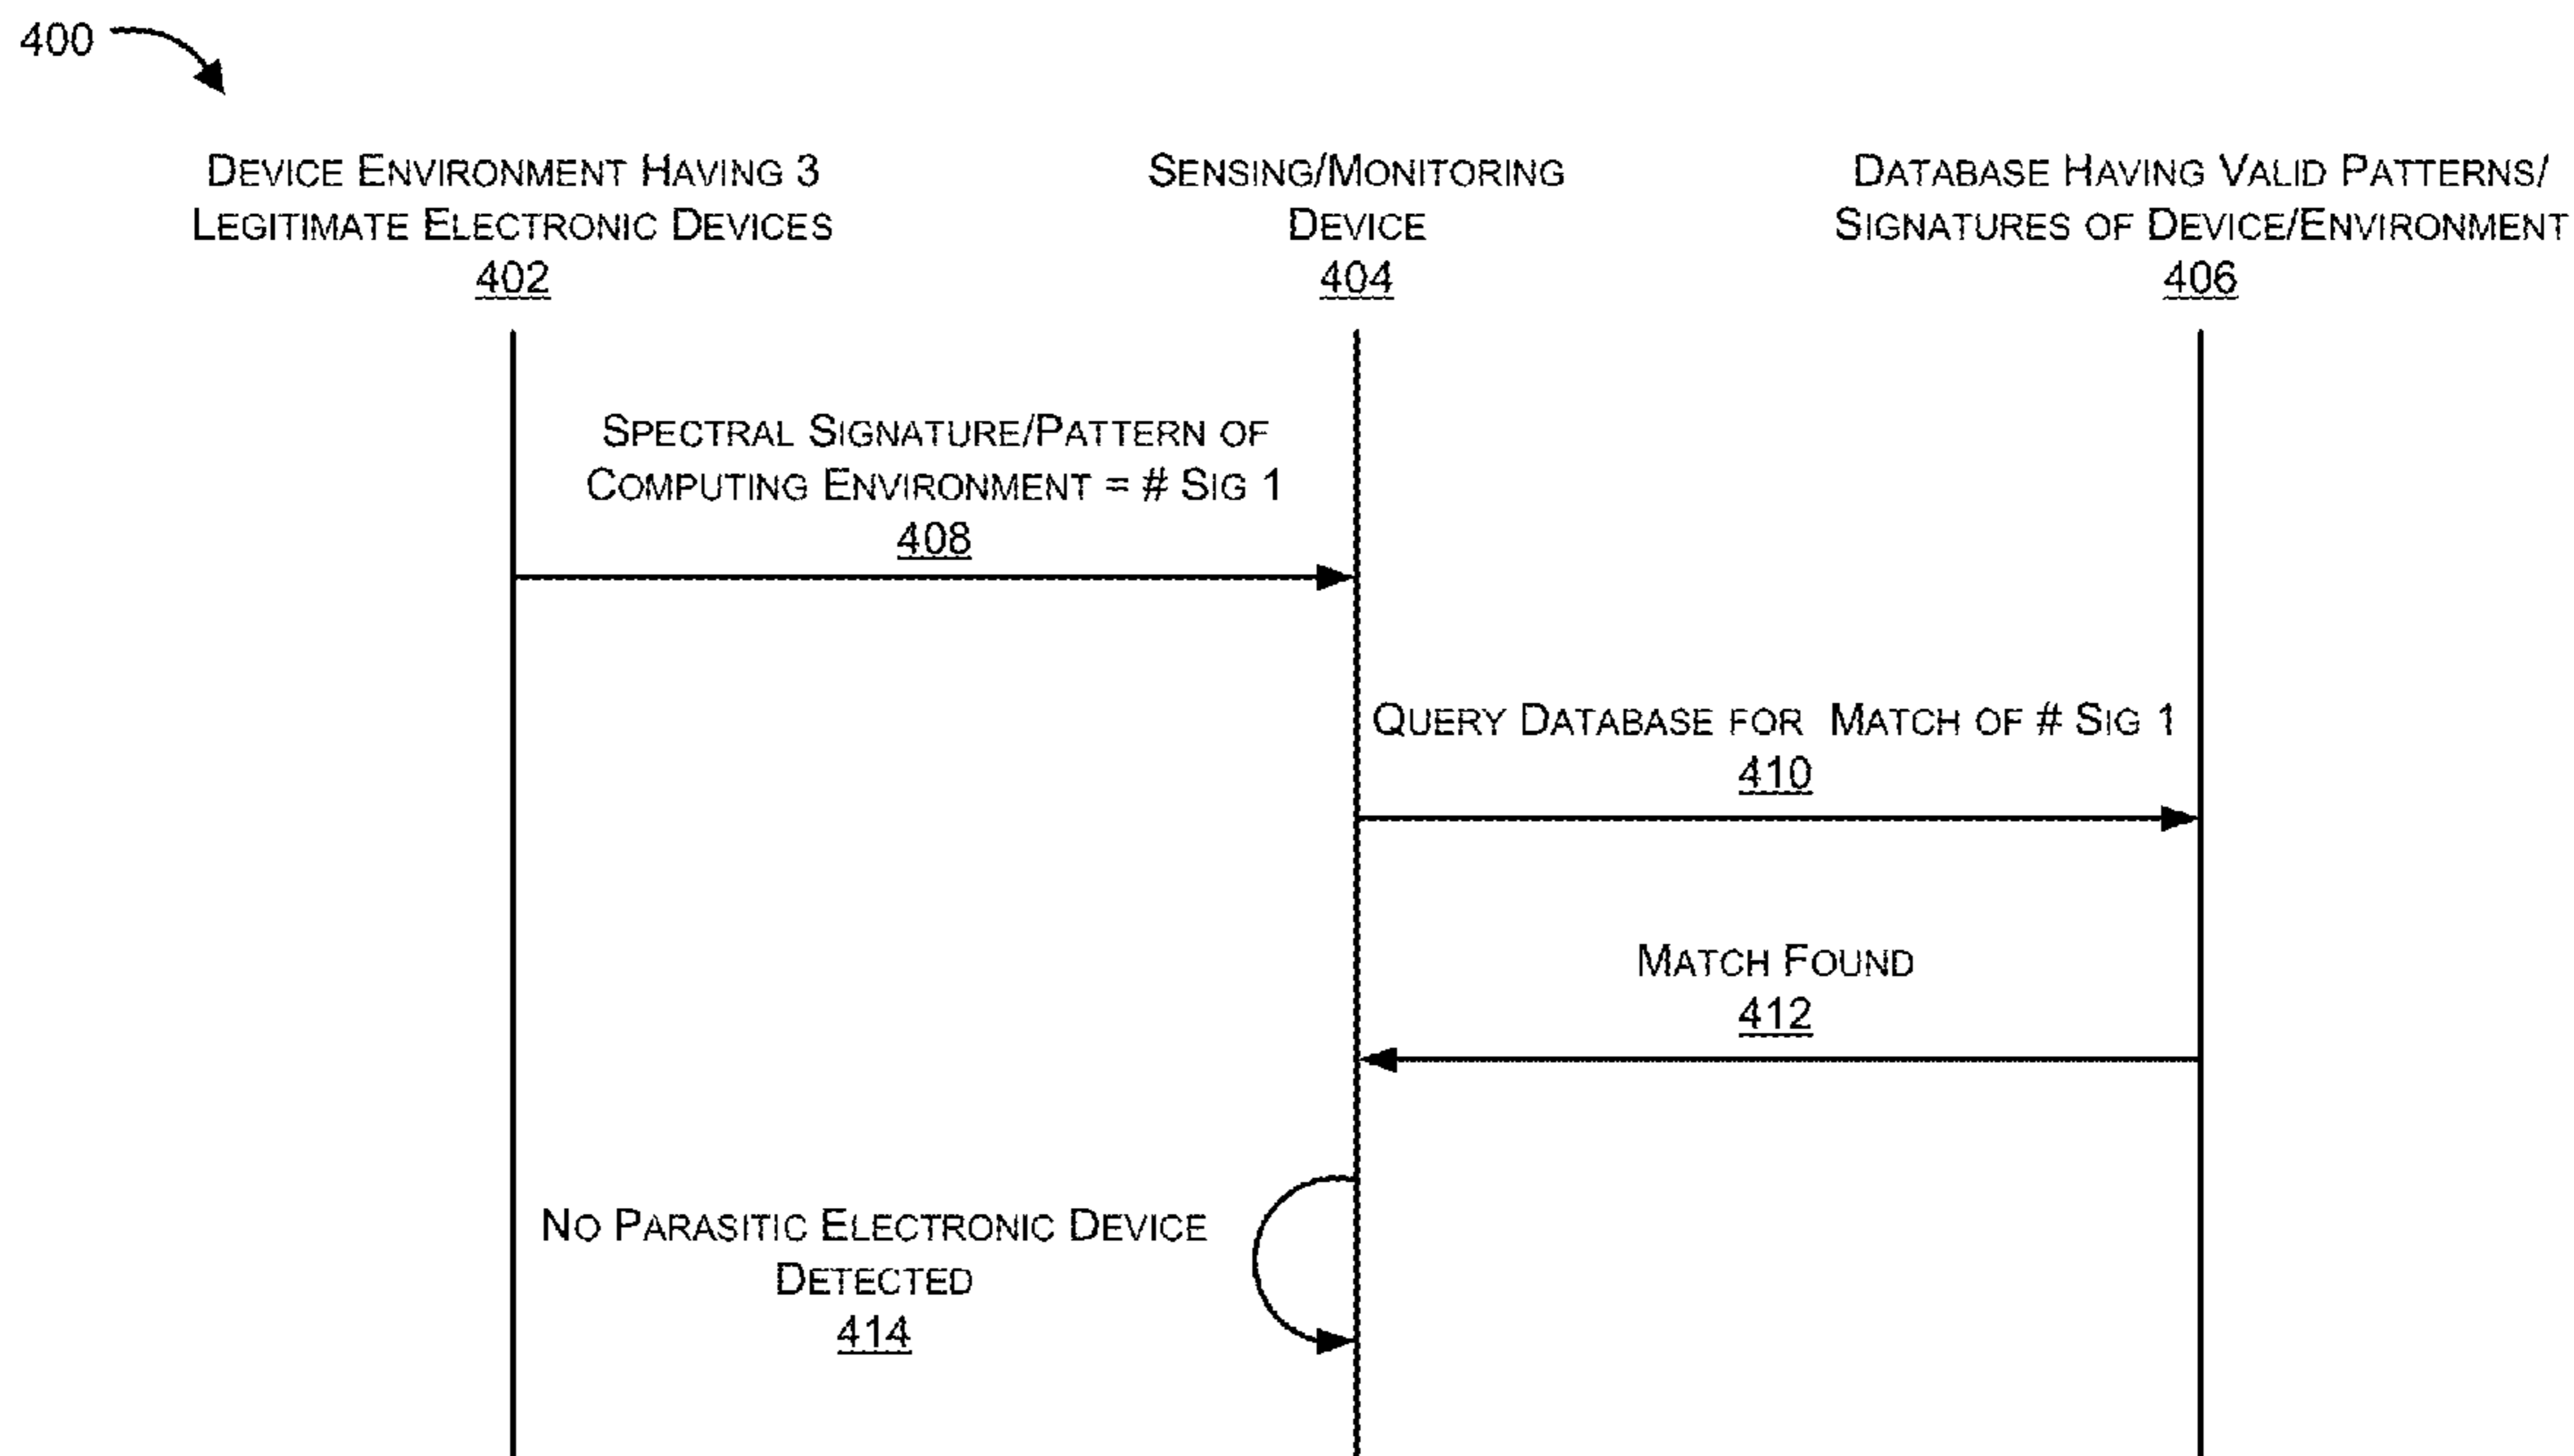 400
Device Environment Having 3
Legitimate Electronic Devices
402
Sensing/Monitoring
Device
404
Database Having Valid Patterns/
Signatures of Device/Environment
406
Spectral Signature/Pattern of
Computing Environment = # Sig 1
408
Query Database for Match of # Sig 1
410
Match Found
412
No Parasitic Electronic Device
Detected
414